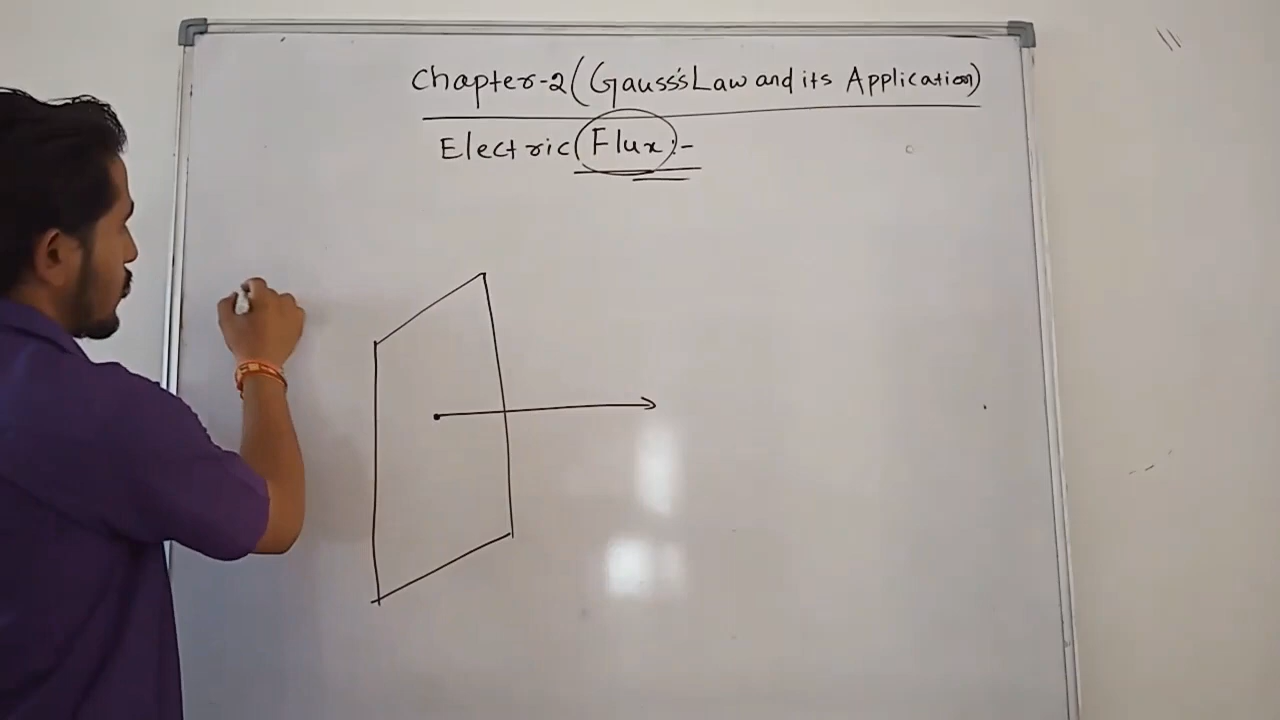 Chapter-2 (Gauss's Law and its Application)
Electric Flux :-